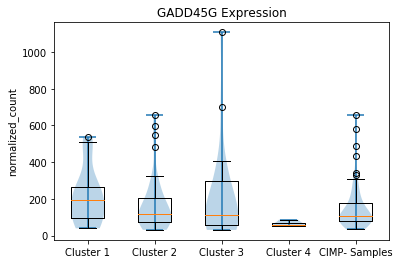 GADD45G Expression
normalized_count
1000
800
600
400
200
0
Cluster 1 Cluster 2 Cluster 3 Cluster 4 CIMP- Samples